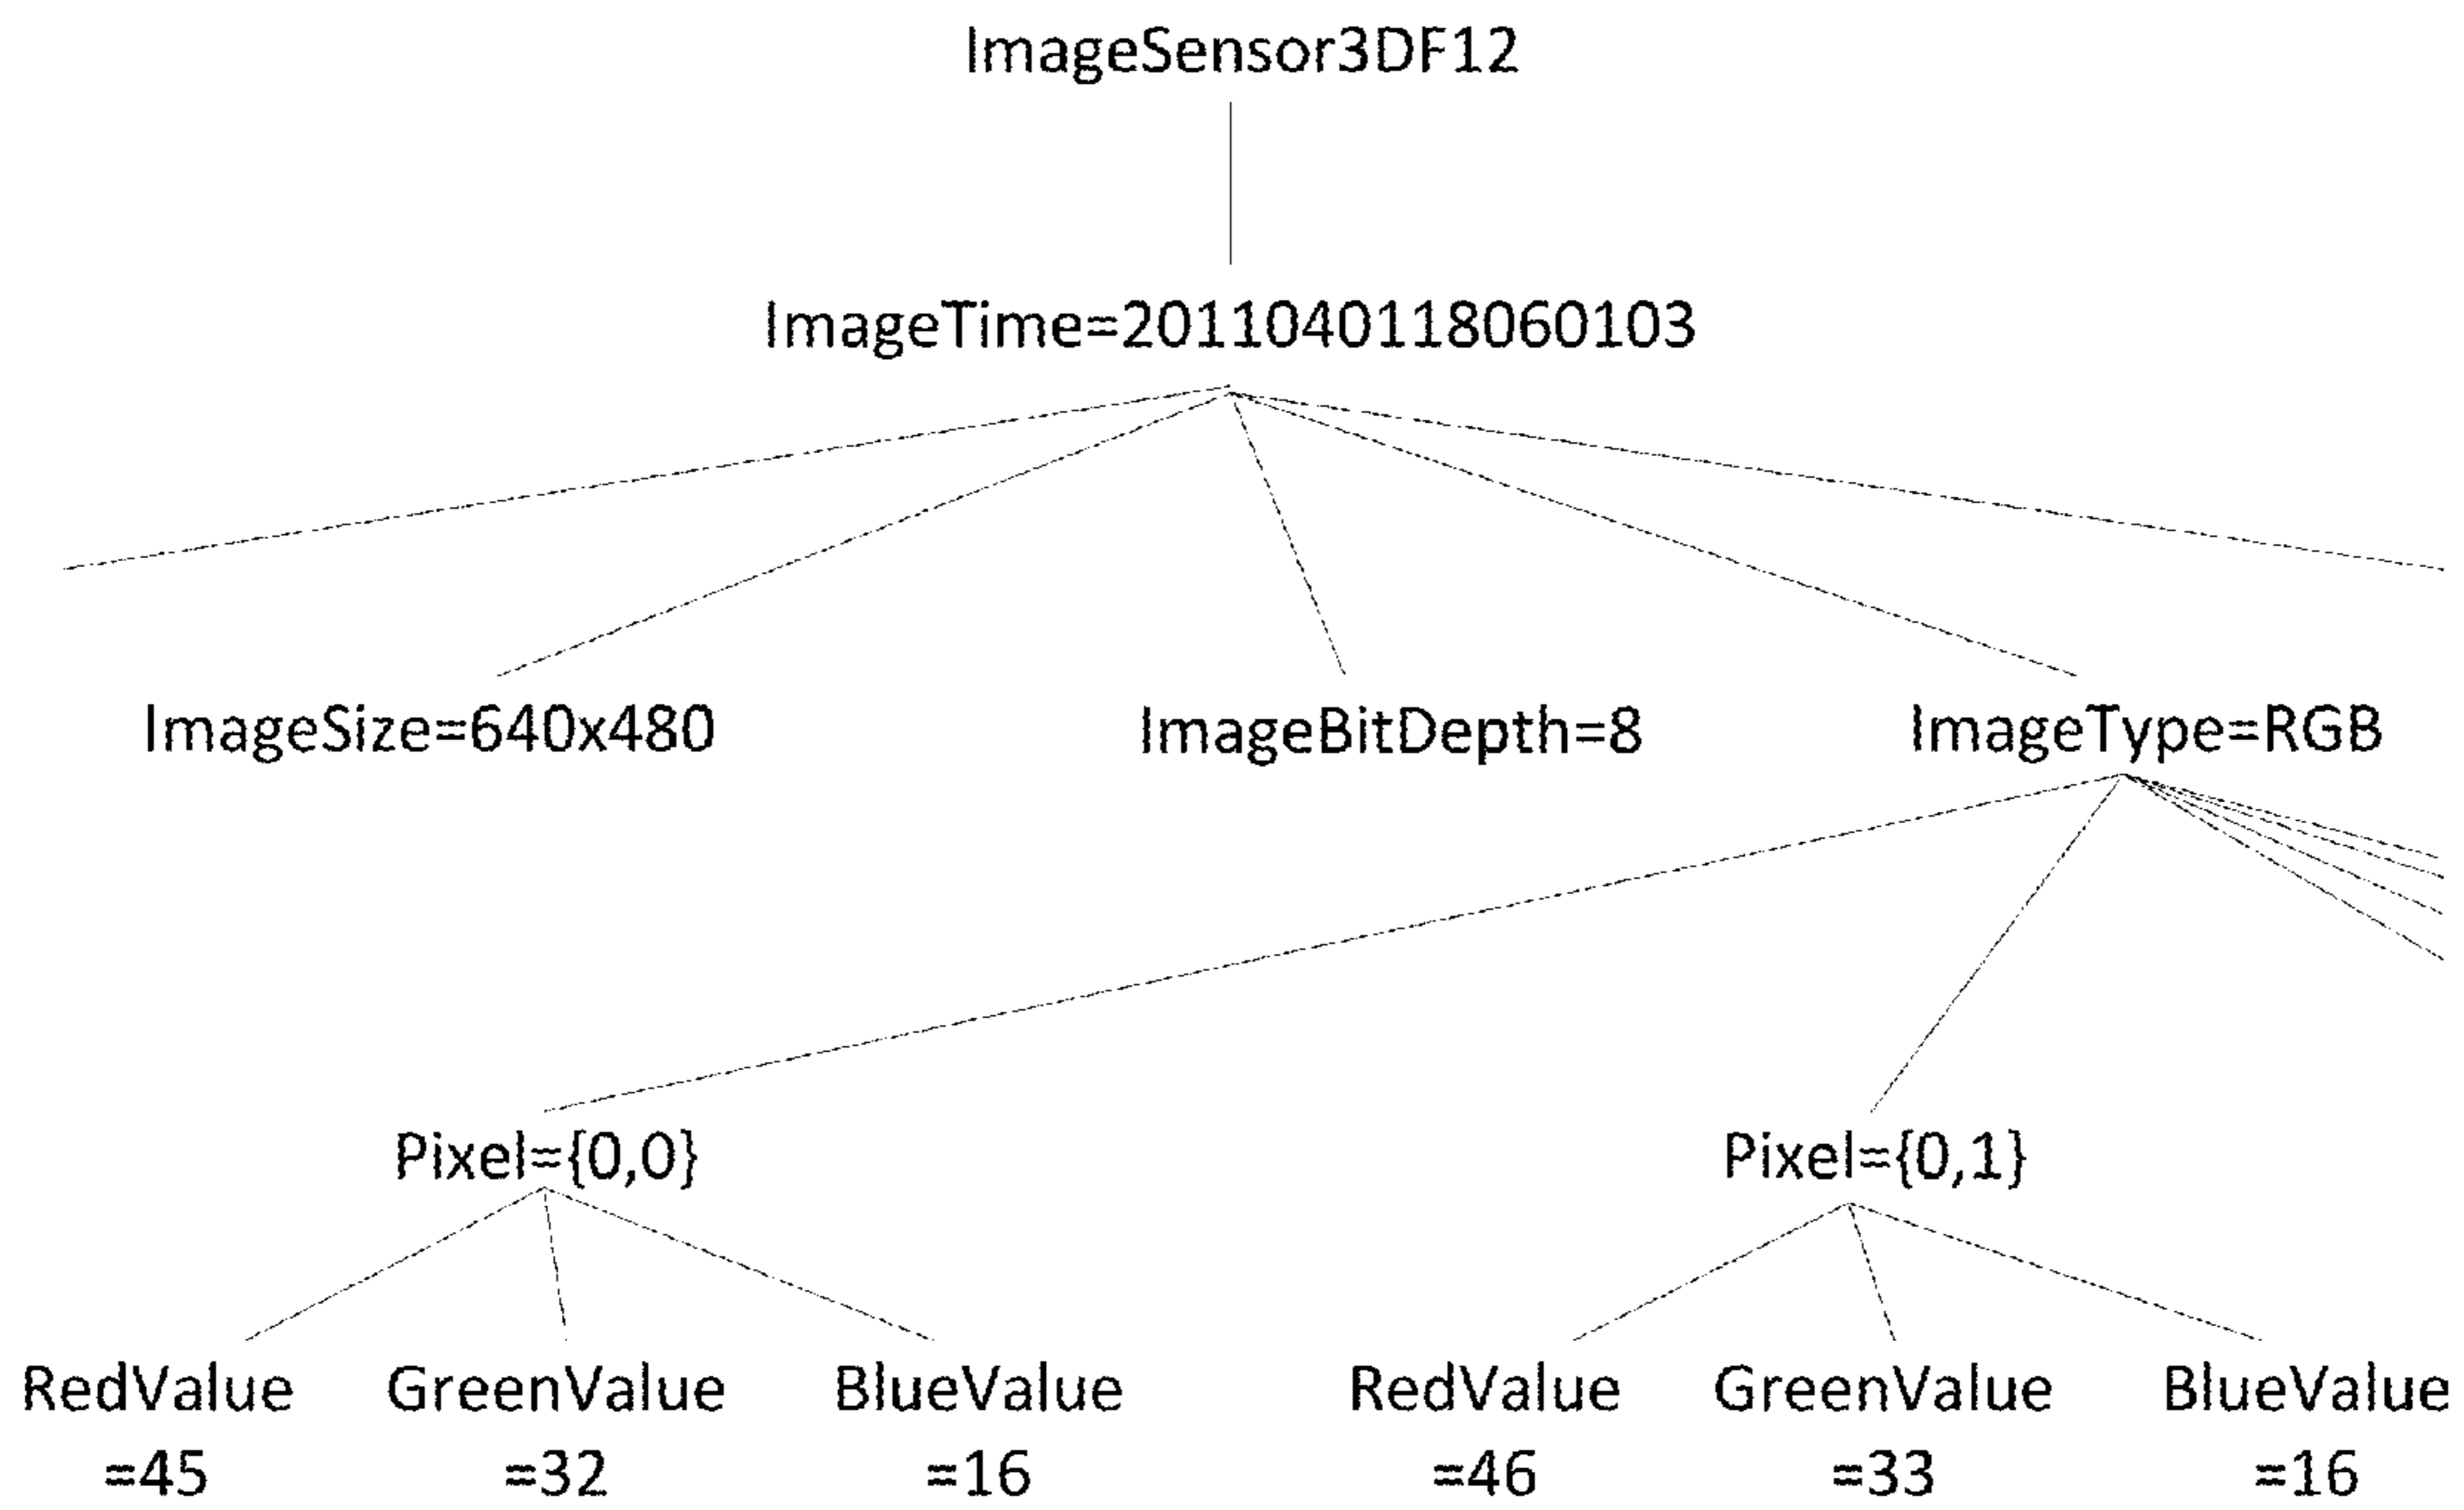 ImageSensor3DF12
ImageTime=2011040118060103
ImageSize=640x480 ImageBitDepth=8 ImageType=RGB
Pixel={0,0} Pixel={0,1}
RedValue GreenValue BlueValue RedValue GreenValue BlueValue
=45 =32 =16 =46 =33 =16